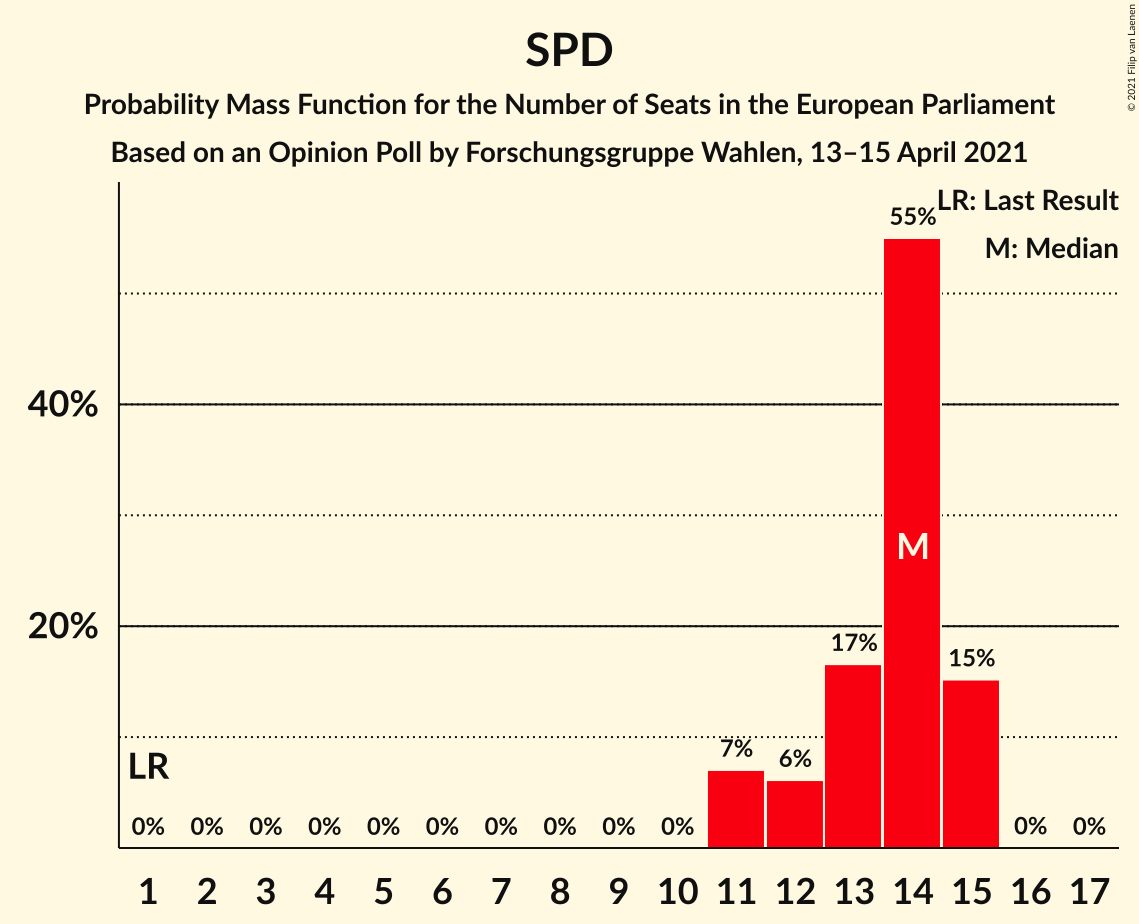 SPD
Probability Mass Function for the Number of Seats in the European Parliament
Based on an Opinion Poll by Forschungsgruppe Wahlen, 13–15 April 2021
© 2021 Filip van Laenen
LR: Last Result
M: Median
55%
40%
M
20%
17%
15%
7%
6%
LR
0% 0% 0% 0% 0% 0% 0% 0% 0% 0% 0% 0%
1 2 3 4 5 6 7 8 9 10 11 12 13 14 15 16 17